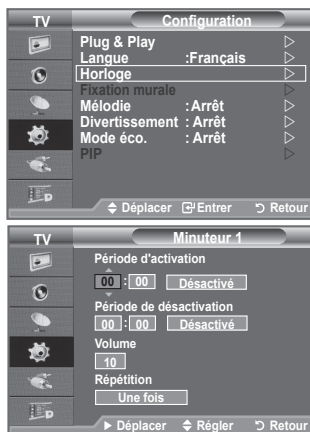 TV Configuration
Plug & Play
Langue :Français
Horloge
Fixation murale
Mélodie : Arrêt
Divertissement : Arrêt
Mode éco. : Arrêt
PIP
Déplacer Entrer Retour
TV Minuteur 1
Période d'activation
00 : 00 Désactivé
Période de désactivation
00 : 00 Désactivé
Volume
10
Répétition
Une fois
Déplacer Régler Retour